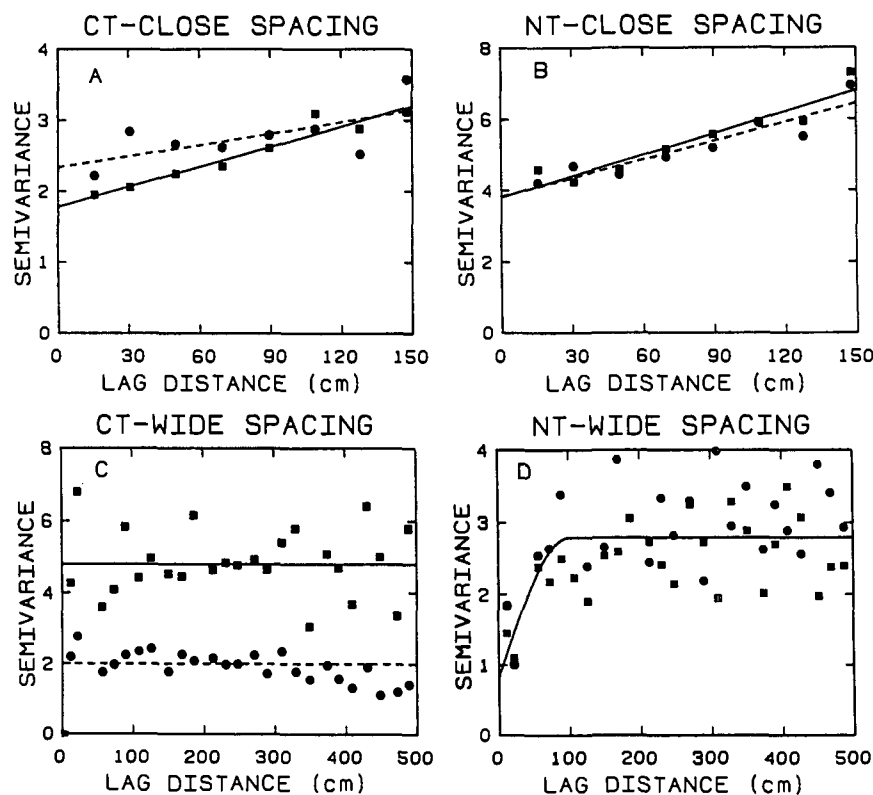 CT-CLOSE SPACING
NT-CLOSE SPACING
A
B
SEMIVARIANCE
4
3
2
1
0
0 30 60 90 120 150
LAG DISTANCE (cm)
SEMIVARIANCE
8
6
4
2
0
0 30 60 90 120 150
LAG DISTANCE (cm)
CT-WIDE SPACING
NT-WIDE SPACING
C
D
SEMIVARIANCE
8
6
4
2
0
0 100 200 300 400 500
LAG DISTANCE (cm)
SEMIVARIANCE
4
3
2
1
0
0 100 200 300 400 500
LAG DISTANCE (cm)